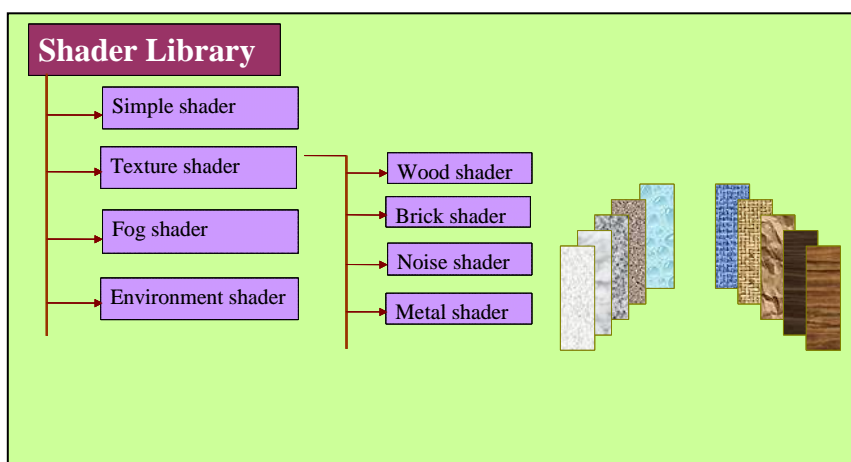 Shader Library
Simple shader
Texture shader
Fog shader
Environment shader
Wood shader
Brick shader
Noise shader
Metal shader